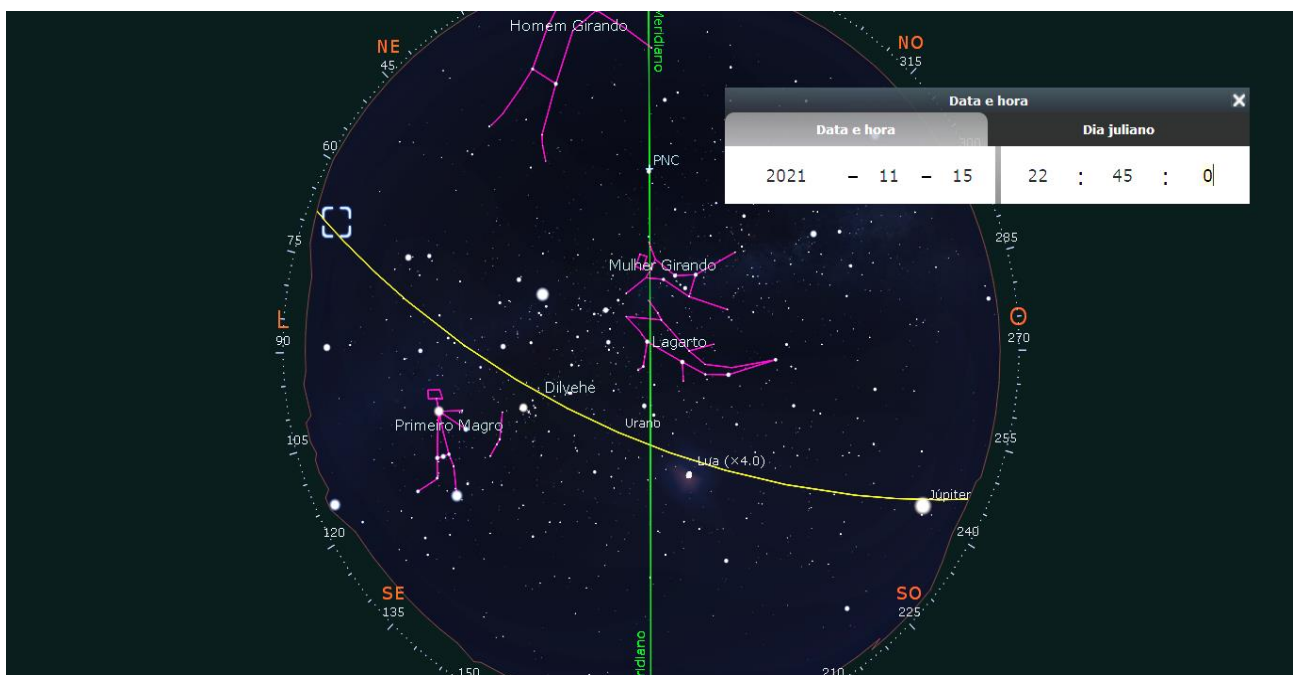 Homem Girando
Meridiano
NE
45
NO
315
Data e hora
Data e hora
Dia juliano
300
2021 - 11 - 15 22 : 45 : 0
60
PNC
75
285
Mulher Girando
L
90
O
270
Lagarto
Dilyehe
Primeiro Magro
Urano
105
255
Lua (×4.0)
Júpiter
120
240
SE
135
SO
225
ridiano
150
210